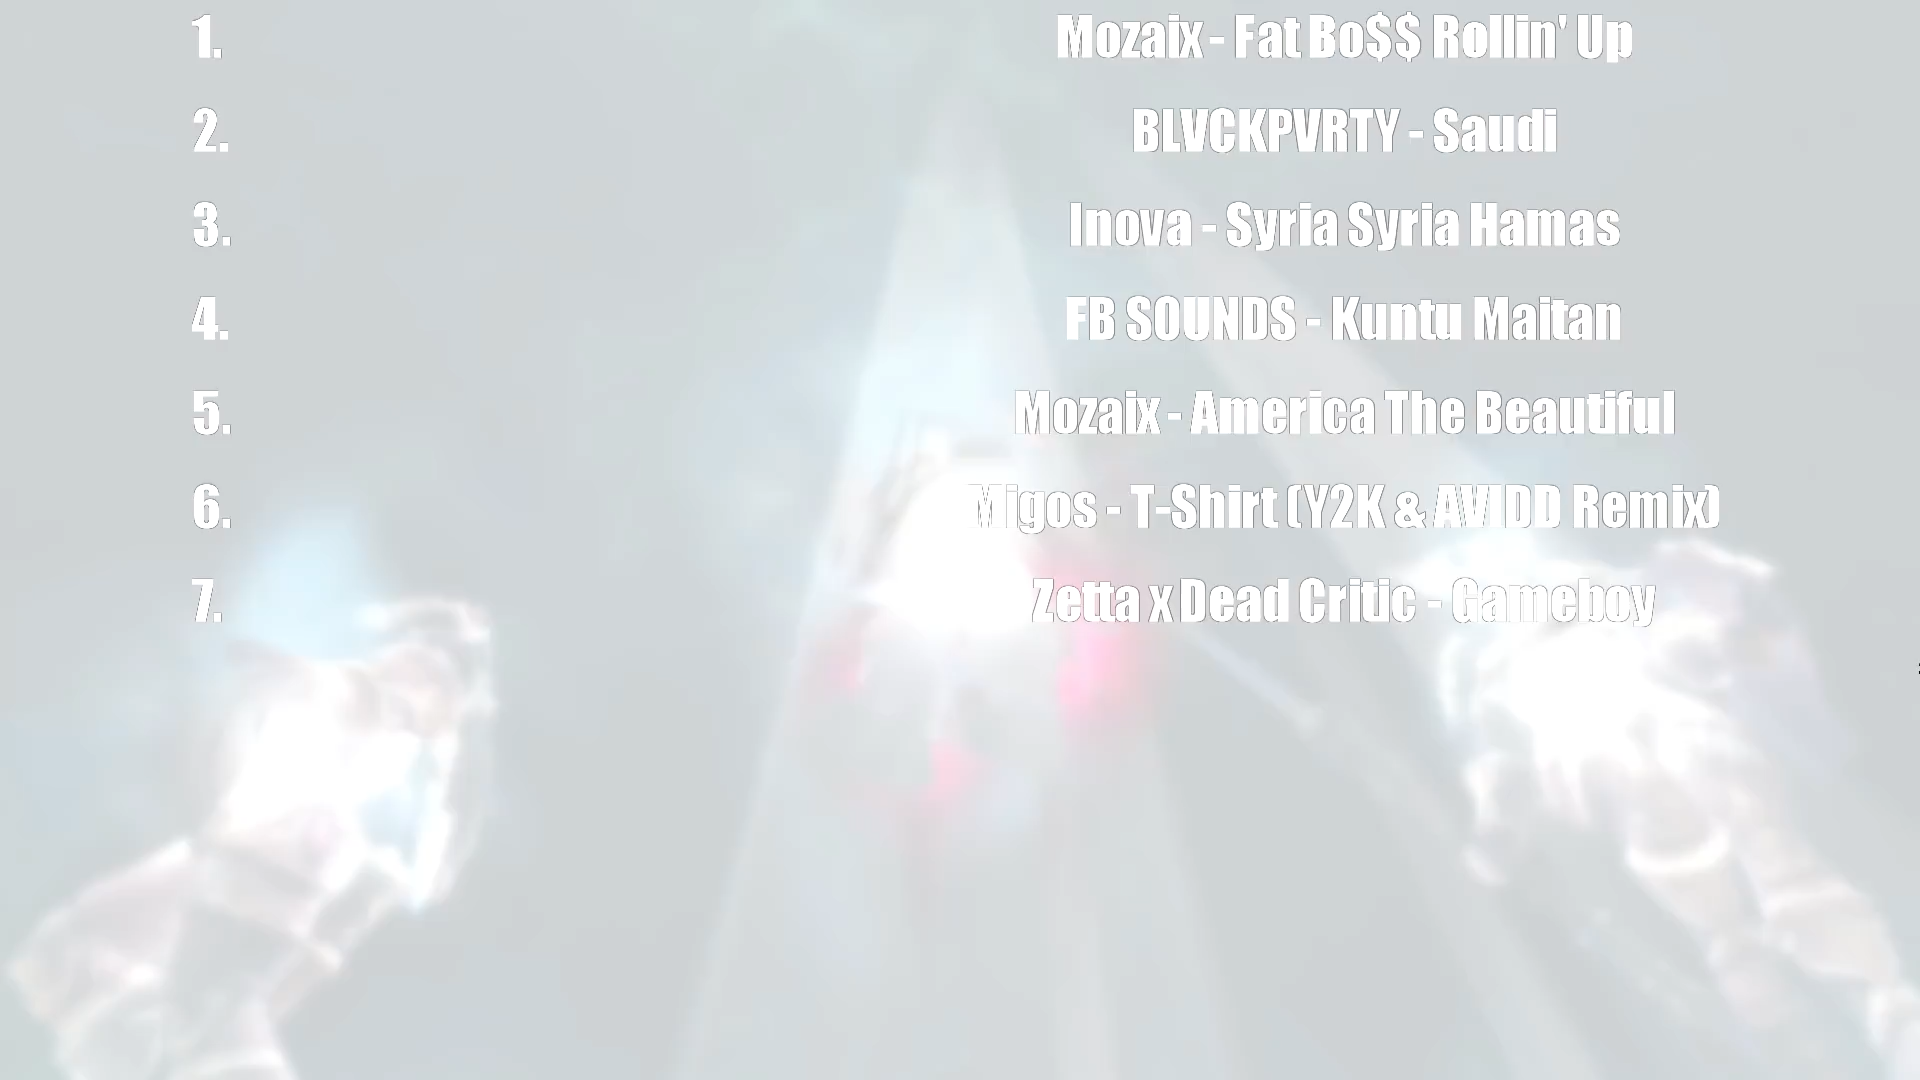 1. Mozaix - Fat Bo$$ Rollin' Up
2. BLVCKPVRTY - Saudi
3. Inova - Syria Syria Hamas
4. FB SOUNDS - Kuntu Maitan
5. Mozaix - America The Beautiful
6. Migos - T-Shirt (Y2K & AVIDD Remix)
7. Zetta x Dead Critic - Gameboy